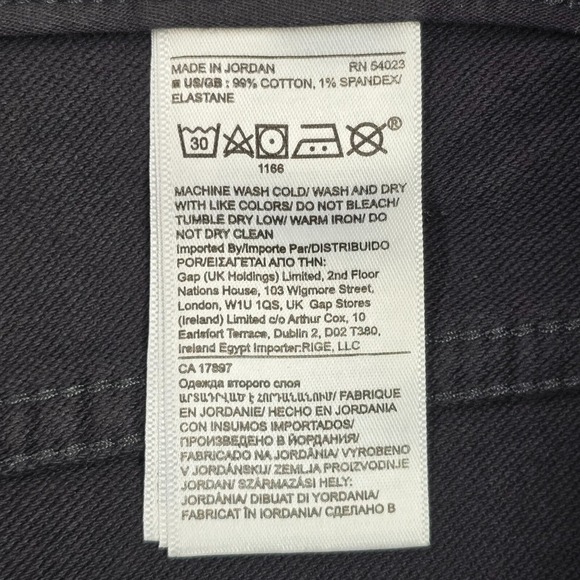 MADE IN JORDAN RN 54023
US/GB : 99% COTTON, 1% SPANDEX/
ELASTANE
30
®
1166
MACHINE WASH COLD/ WASH AND DRY
WITH LIKE COLORS/ DO NOT BLEACH/
TUMBLE DRY LOW/ WARM IRON/ DO
NOT DRY CLEAN
Imported By/Importe Par/DISTRIBUIDO
POR/ΕΙΣΑΓΕΤΑΙ ΑΠΟ ΤΗΝ:
Gap (UK Holdings) Limited, 2nd Floor
Nations House, 103 Wigmore Street,
London, W1U 1QS, UK Gap Stores
(Ireland) Limited c/o Arthur Cox, 10
Earlsfort Terrace, Dublin 2, D02 T380,
Ireland Egypt Importer:RIGE, LLC
CA 17897
Одежда второго слоя
ԱՐՏԱԴՐՎԱԾ Է ՀՈՐԴԱՆԱՆՈՒՄ/ FABRIQUE
EN JORDANIE/ HECHO EN JORDANIA
CON INSUMOS IMPORTADOS/
ПРОИЗВЕДЕНО В ЙОРДАНИЯ/
FABRICADO NA JORDÂNIA/ VYROBENO
V JORDÁNSKU/ ZEMLJA PROIZVODNJE
JORDAN/ SZÁRMAZÁSI HELY:
JORDÁNIA/ DIBUAT DI YORDANIA/
FABRICAT ÎN IORDANIA/ СДЕЛАНО В